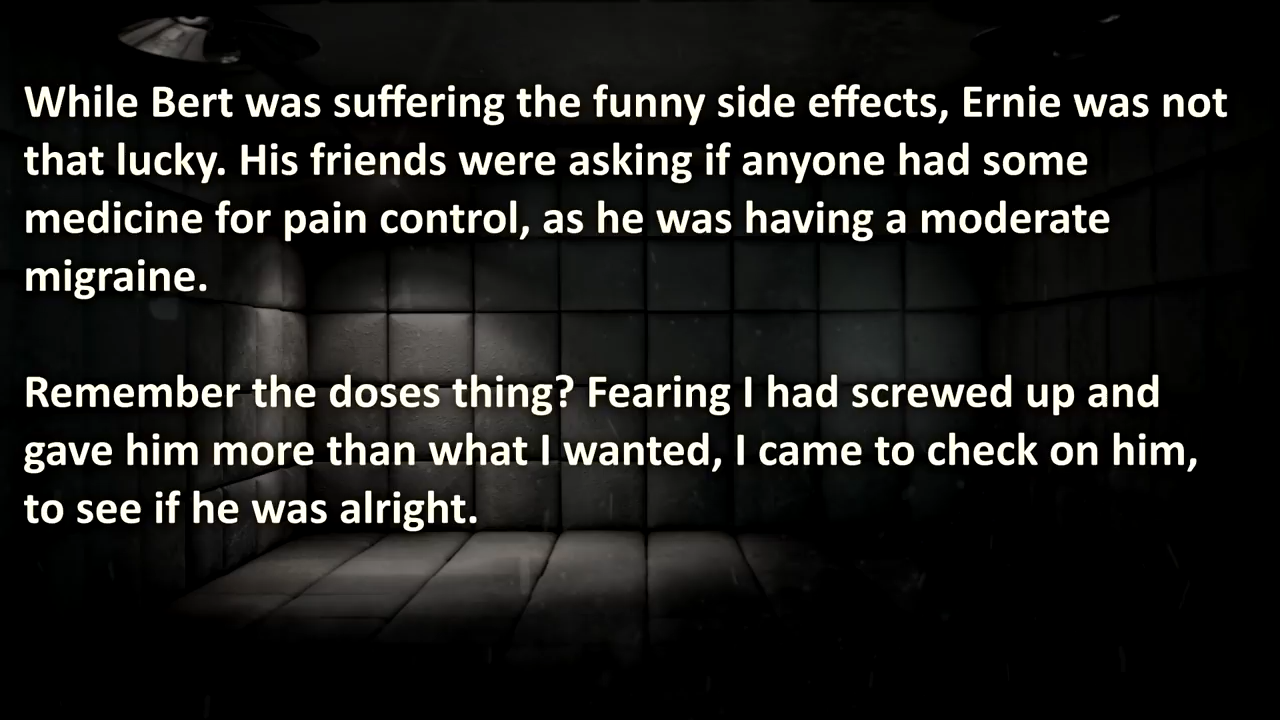 While Bert was suffering the funny side effects, Ernie was not
that lucky. His friends were asking if anyone had some
medicine for pain control, as he was having a moderate
migraine.
Remember the doses thing? Fearing I had screwed up and
gave him more than what I wanted, I came to check on him,
to see if he was alright.